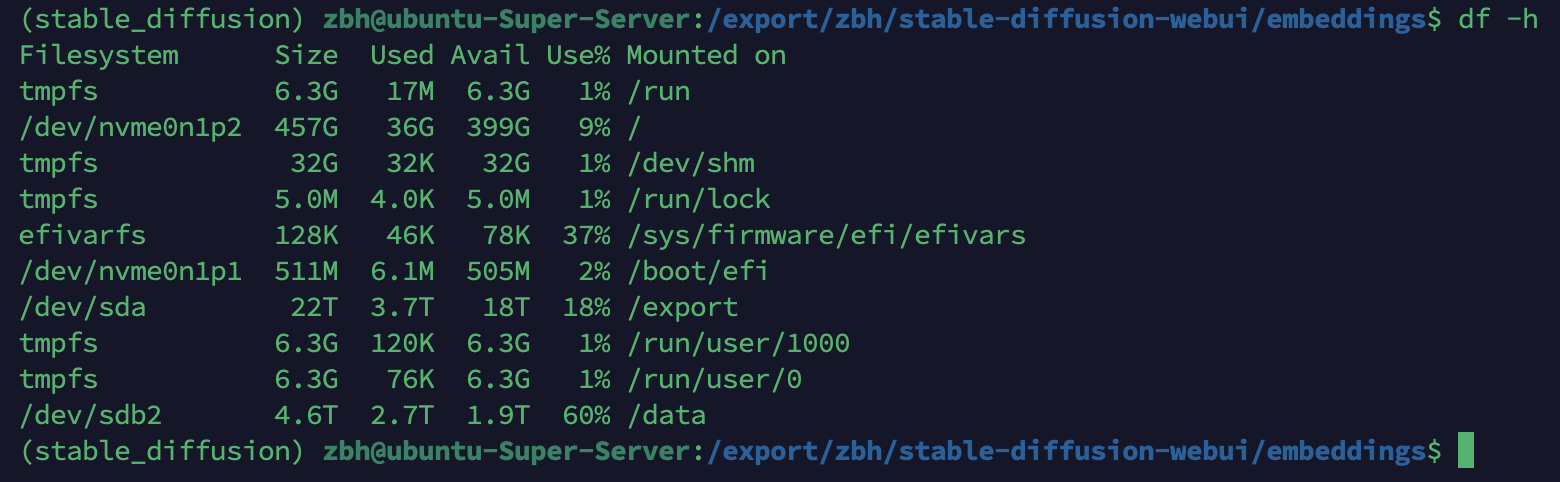 (stable_diffusion) zbh@ubuntu-Super-Server:/export/zbh/stable-diffusion-webui/embeddings$ df -h
Filesystem      Size  Used Avail Use% Mounted on
tmpfs           6.3G   17M  6.3G   1% /run
/dev/nvme0n1p2  457G   36G  399G   9% /
tmpfs            32G   32K   32G   1% /dev/shm
tmpfs           5.0M  4.0K  5.0M   1% /run/lock
efivarfs        128K   46K   78K  37% /sys/firmware/efi/efivars
/dev/nvme0n1p1  511M  6.1M  505M   2% /boot/efi
/dev/sda         22T  3.7T   18T  18% /export
tmpfs           6.3G  120K  6.3G   1% /run/user/1000
tmpfs           6.3G   76K  6.3G   1% /run/user/0
/dev/sdb2       4.6T  2.7T  1.9T  60% /data
(stable_diffusion) zbh@ubuntu-Super-Server:/export/zbh/stable-diffusion-webui/embeddings$